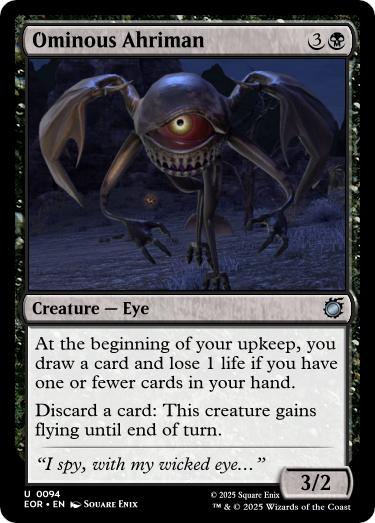 Ominous Ahriman 3
Creature — Eye
At the beginning of your upkeep, you
draw a card and lose 1 life if you have
one or fewer cards in your hand.
Discard a card: This creature gains
flying until end of turn.
“I spy, with my wicked eye…”
3/2
U 0094
EOR • EN Square Enix
© 2025 Square Enix
™ & © 2025 Wizards of the Coast